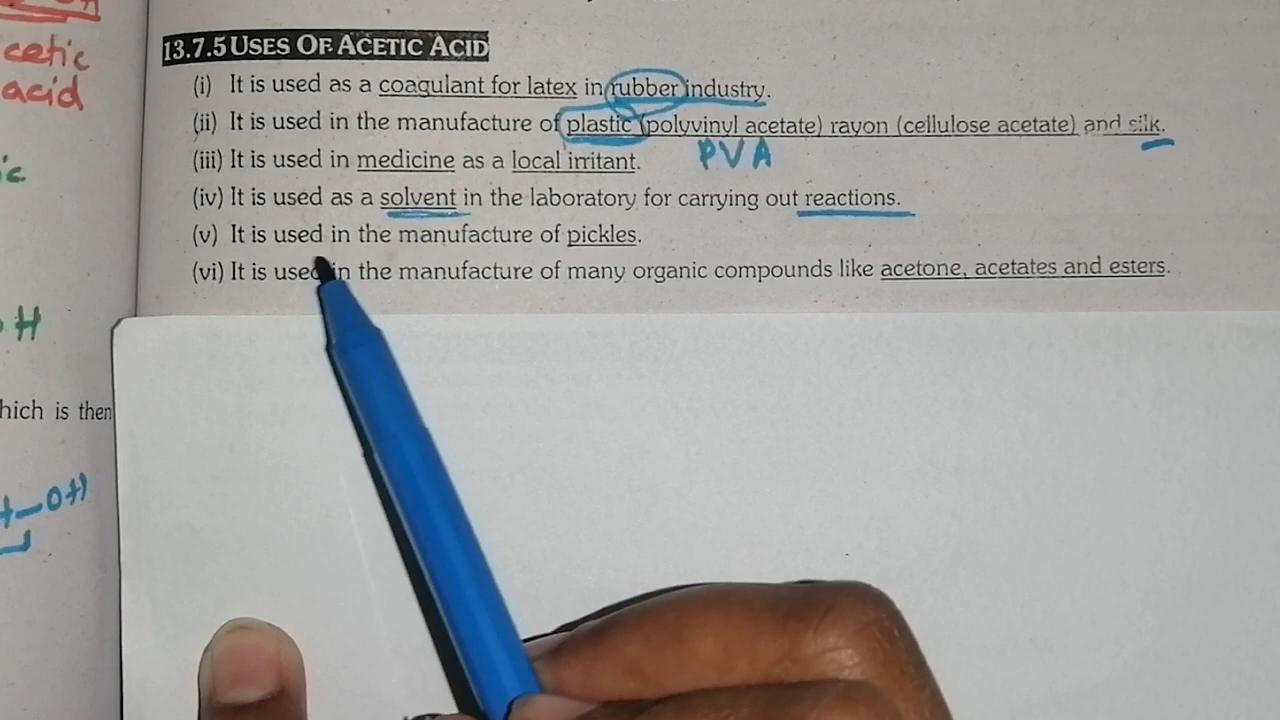 cetic
acid
13.7.5 USES OF ACETIC ACID
(i) It is used as a coagulant for latex in rubber industry.
(ii) It is used in the manufacture of plastic (polyvinyl acetate) rayon (cellulose acetate) and silk.
PVA
(iii) It is used in medicine as a local irritant.
(iv) It is used as a solvent in the laboratory for carrying out reactions.
(v) It is used in the manufacture of pickles.
(vi) It is used in the manufacture of many organic compounds like acetone, acetates and esters.
ic
H
hich is then
OH